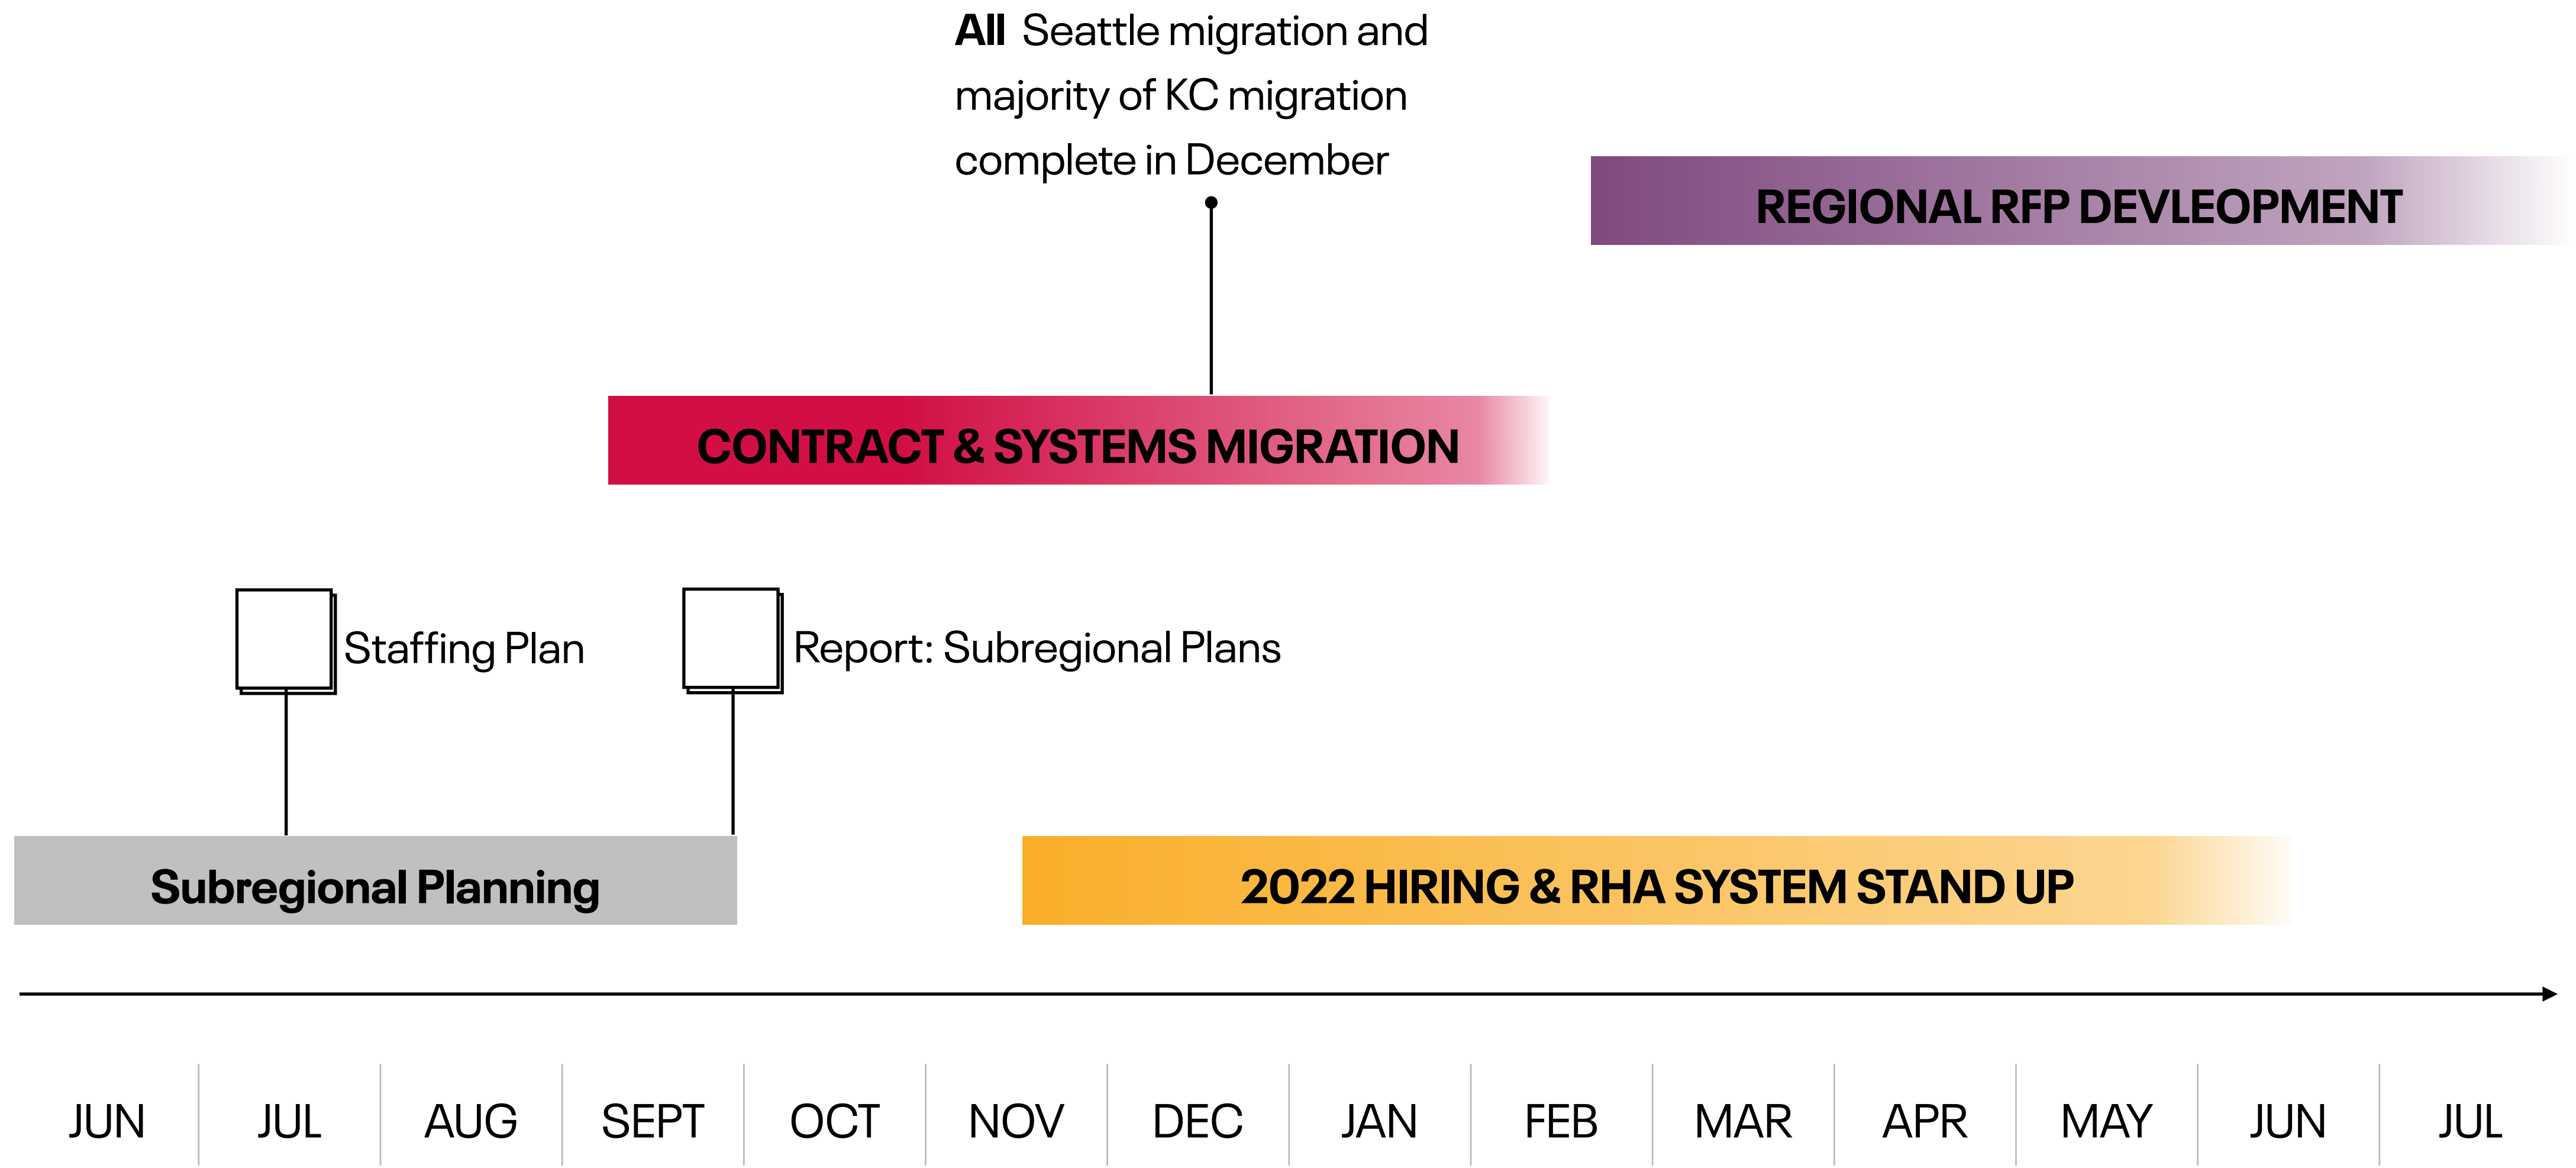 All Seattle migration and
majority of KC migration
complete in December
REGIONAL RFP DEVLEOPMENT
CONTRACT & SYSTEMS MIGRATION
Staffing Plan
Report: Subregional Plans
Subregional Planning
2022 HIRING & RHA SYSTEM STAND UP
JUN JUL AUG SEPT OCT NOV DEC JAN FEB MAR APR MAY JUN JUL